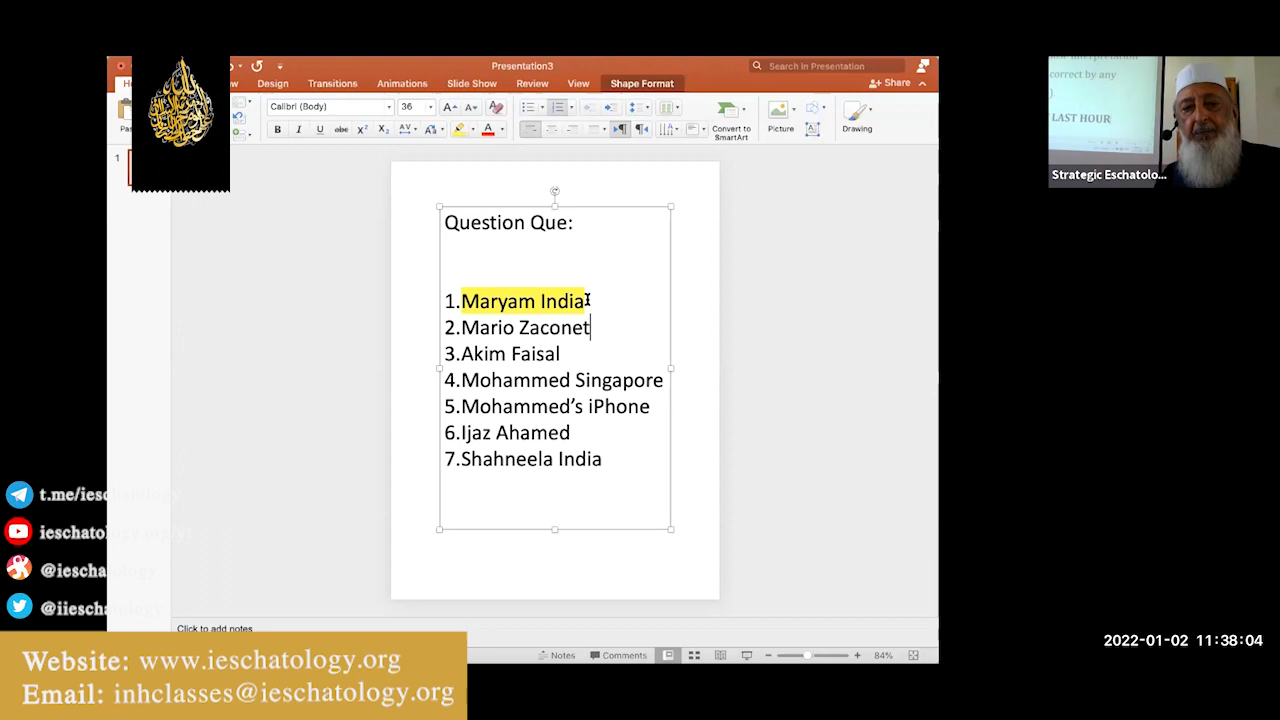 Presentation3
Search in Presentation
Design Transitions Animations Slide Show Review View Shape Format
Share
Calibri (Body) 36
Convert to SmartArt
Picture
Drawing
1
Question Que:
1.Maryam India
2.Mario Zaconet
3.Akim Faisal
4.Mohammed Singapore
5.Mohammed’s iPhone
6.Ijaz Ahamed
7.Shahneela India
Click to add notes
Notes Comments 84%
correct by any
LAST HOUR
Strategic Eschatolo...
t.me/ieschatology
ieschatology.org/yt
@ieschatology
@iieschatology
Website: www.ieschatology.org
Email: inhclasses@ieschatology.org
2022-01-02 11:38:04